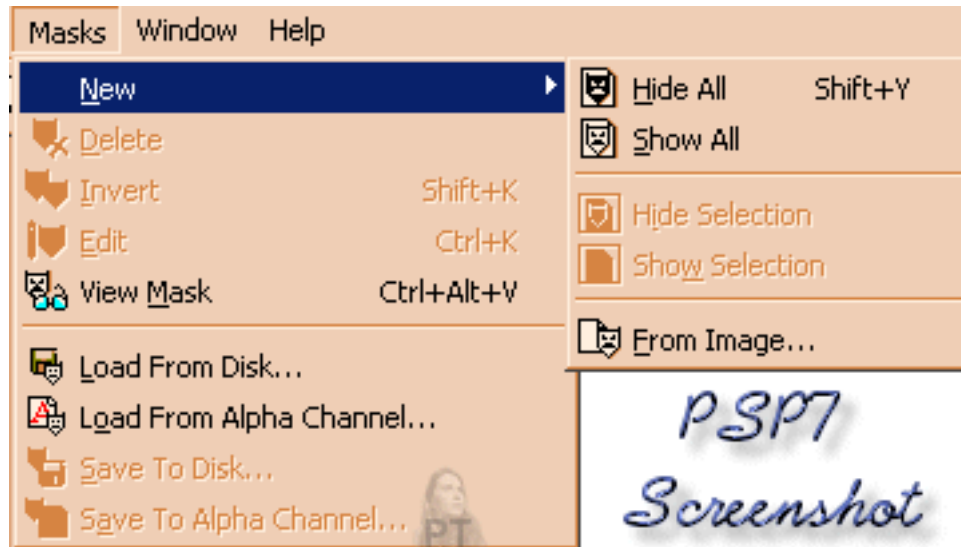 Masks Window Help
New
Delete
Invert Shift+K
Edit Ctrl+K
View Mask Ctrl+Alt+V
Load From Disk...
Load From Alpha Channel...
Save To Disk...
Save To Alpha Channel...
Hide All Shift+Y
Show All
Hide Selection
Show Selection
From Image...
PSP7
Screenshot
PT